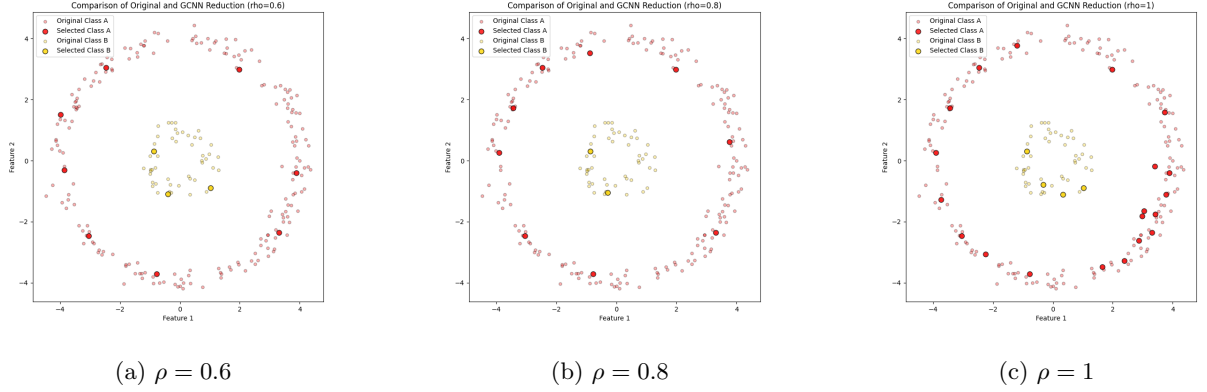 Comparison of Original and GCNN Reduction (rho=0.6)
Original Class A
Selected Class A
Original Class B
Selected Class B
Feature 2
4
2
0
−2
−4
−4 −2 0 2 4
Feature 1
(a) ρ = 0.6
Comparison of Original and GCNN Reduction (rho=0.8)
Original Class A
Selected Class A
Original Class B
Selected Class B
Feature 2
4
2
0
−2
−4
−4 −2 0 2 4
Feature 1
(b) ρ = 0.8
Comparison of Original and GCNN Reduction (rho=1)
Original Class A
Selected Class A
Original Class B
Selected Class B
Feature 2
4
2
0
−2
−4
−4 −2 0 2 4
Feature 1
(c) ρ = 1